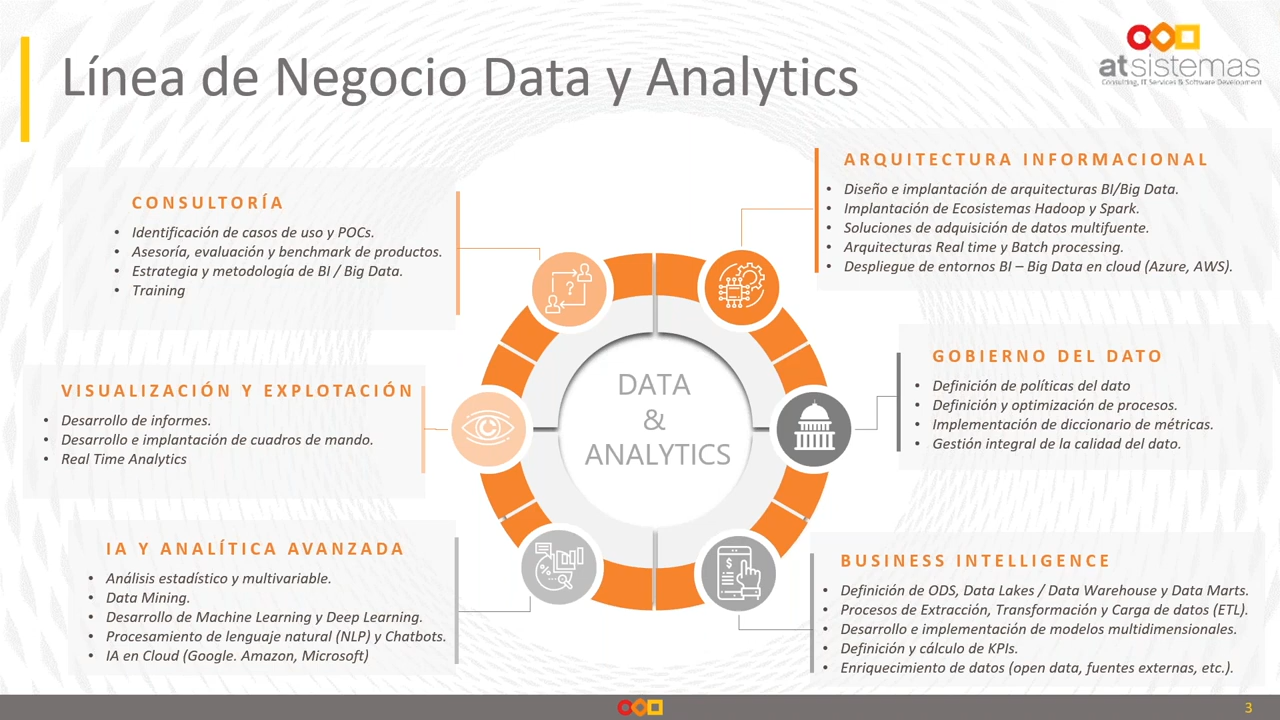 Línea de Negocio Data y Analytics
atsistemas
Consulting, IT Services & Software Development
CONSULTORÍA
• Identificación de casos de uso y POCs.
• Asesoría, evaluación y benchmark de productos.
• Estrategia y metodología de BI / Big Data.
• Training
VISUALIZACIÓN Y EXPLOTACIÓN
• Desarrollo de informes.
• Desarrollo e implantación de cuadros de mando.
• Real Time Analytics
IA Y ANALÍTICA AVANZADA
• Análisis estadístico y multivariable.
• Data Mining.
• Desarrollo de Machine Learning y Deep Learning.
• Procesamiento de lenguaje natural (NLP) y Chatbots.
• IA en Cloud (Google. Amazon, Microsoft)
?
%
$
DATA
&
ANALYTICS
ARQUITECTURA INFORMACIONAL
• Diseño e implantación de arquitecturas BI/Big Data.
• Implantación de Ecosistemas Hadoop y Spark.
• Soluciones de adquisición de datos multifuente.
• Arquitecturas Real time y Batch processing.
• Despliegue de entornos BI – Big Data en cloud (Azure, AWS).
GOBIERNO DEL DATO
• Definición de políticas del dato
• Definición y optimización de procesos.
• Implementación de diccionario de métricas.
• Gestión integral de la calidad del dato.
BUSINESS INTELLIGENCE
• Definición de ODS, Data Lakes / Data Warehouse y Data Marts.
• Procesos de Extracción, Transformación y Carga de datos (ETL).
• Desarrollo e implementación de modelos multidimensionales.
• Definición y cálculo de KPIs.
• Enriquecimiento de datos (open data, fuentes externas, etc.).
3